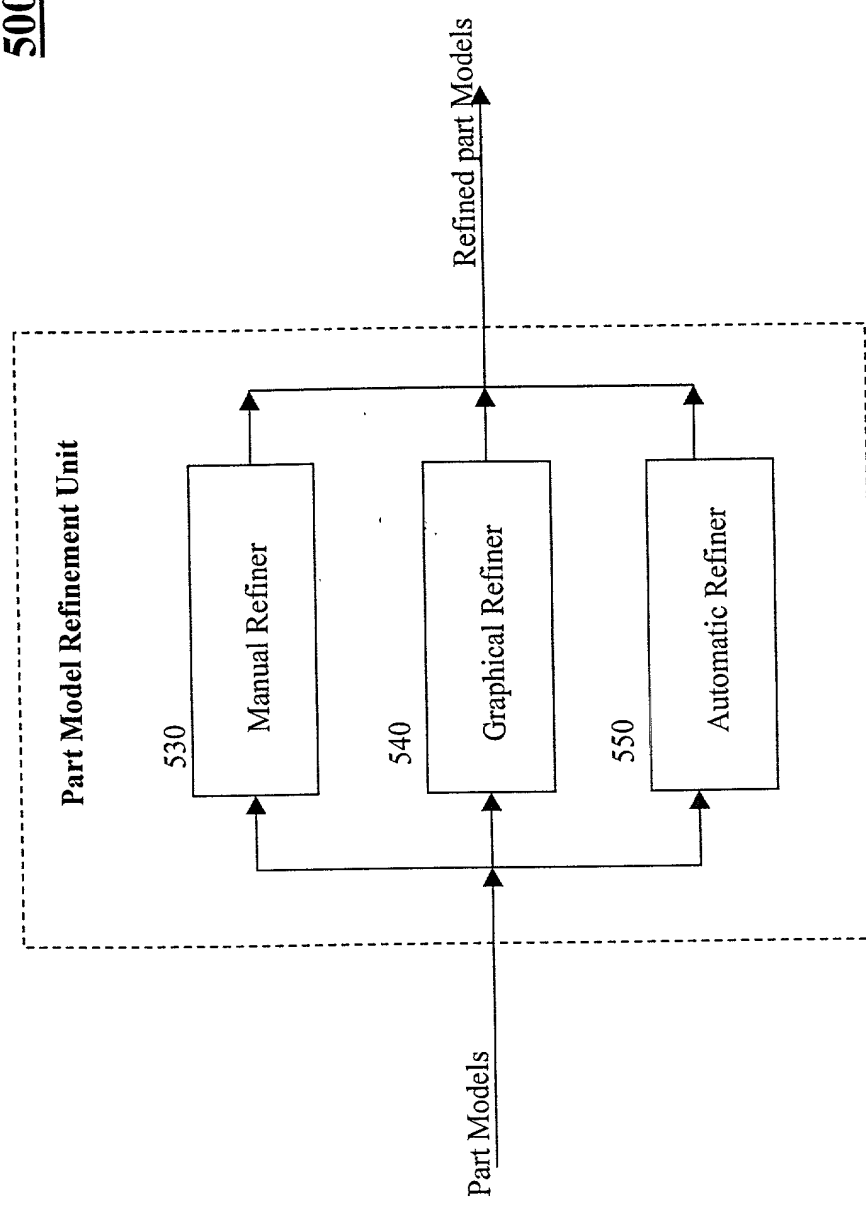 500
Part Model Refinement Unit
530
Manual Refiner
540
Graphical Refiner
550
Automatic Refiner
Part Models
Refined part Models